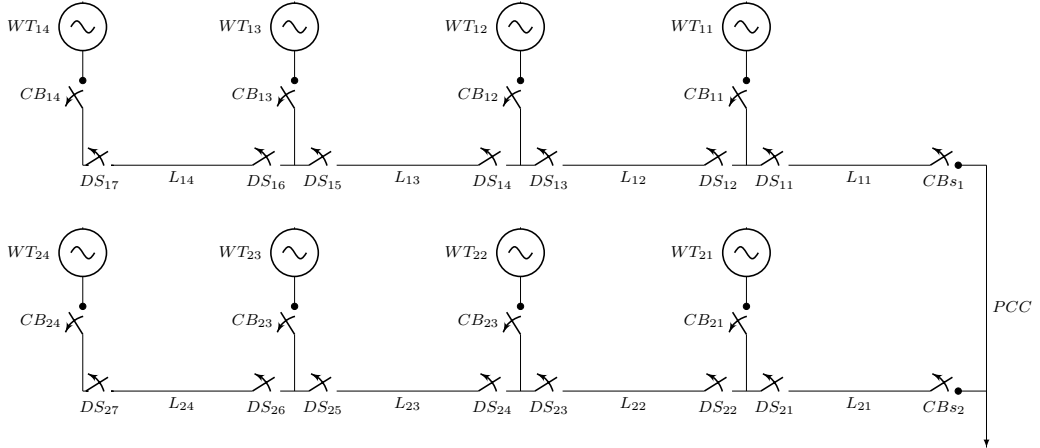 WT₁₄ WT₁₃ WT₁₂ WT₁₁
CB₁₄ CB₁₃ CB₁₂ CB₁₁
DS₁₇ L₁₄ DS₁₆ DS₁₅ L₁₃ DS₁₄ DS₁₃ L₁₂ DS₁₂ DS₁₁ L₁₁ CBs₁
WT₂₄ WT₂₃ WT₂₂ WT₂₁
PCC
CB₂₄ CB₂₃ CB₂₃ CB₂₁
DS₂₇ L₂₄ DS₂₆ DS₂₅ L₂₃ DS₂₄ DS₂₃ L₂₂ DS₂₂ DS₂₁ L₂₁ CBs₂